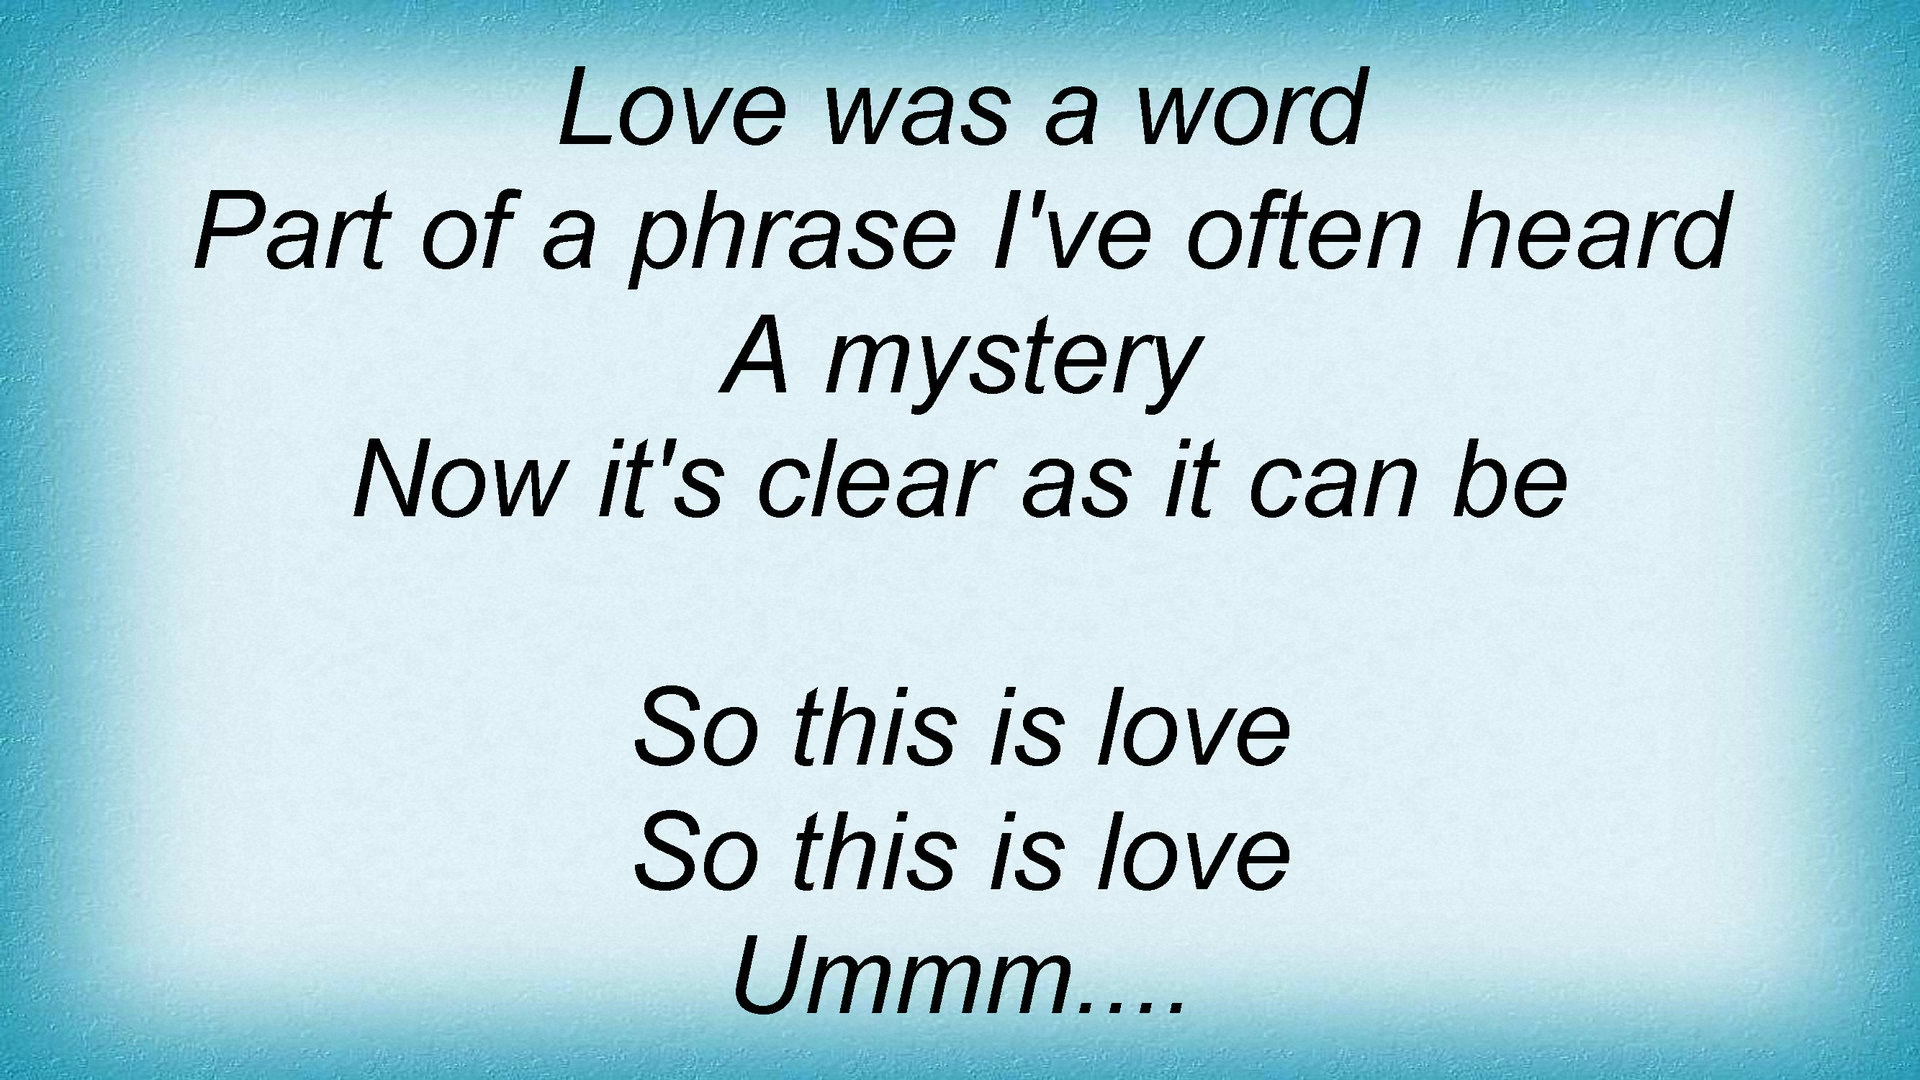 Love was a word
Part of a phrase I've often heard
A mystery
Now it's clear as it can be
So this is love
So this is love
Ummm....